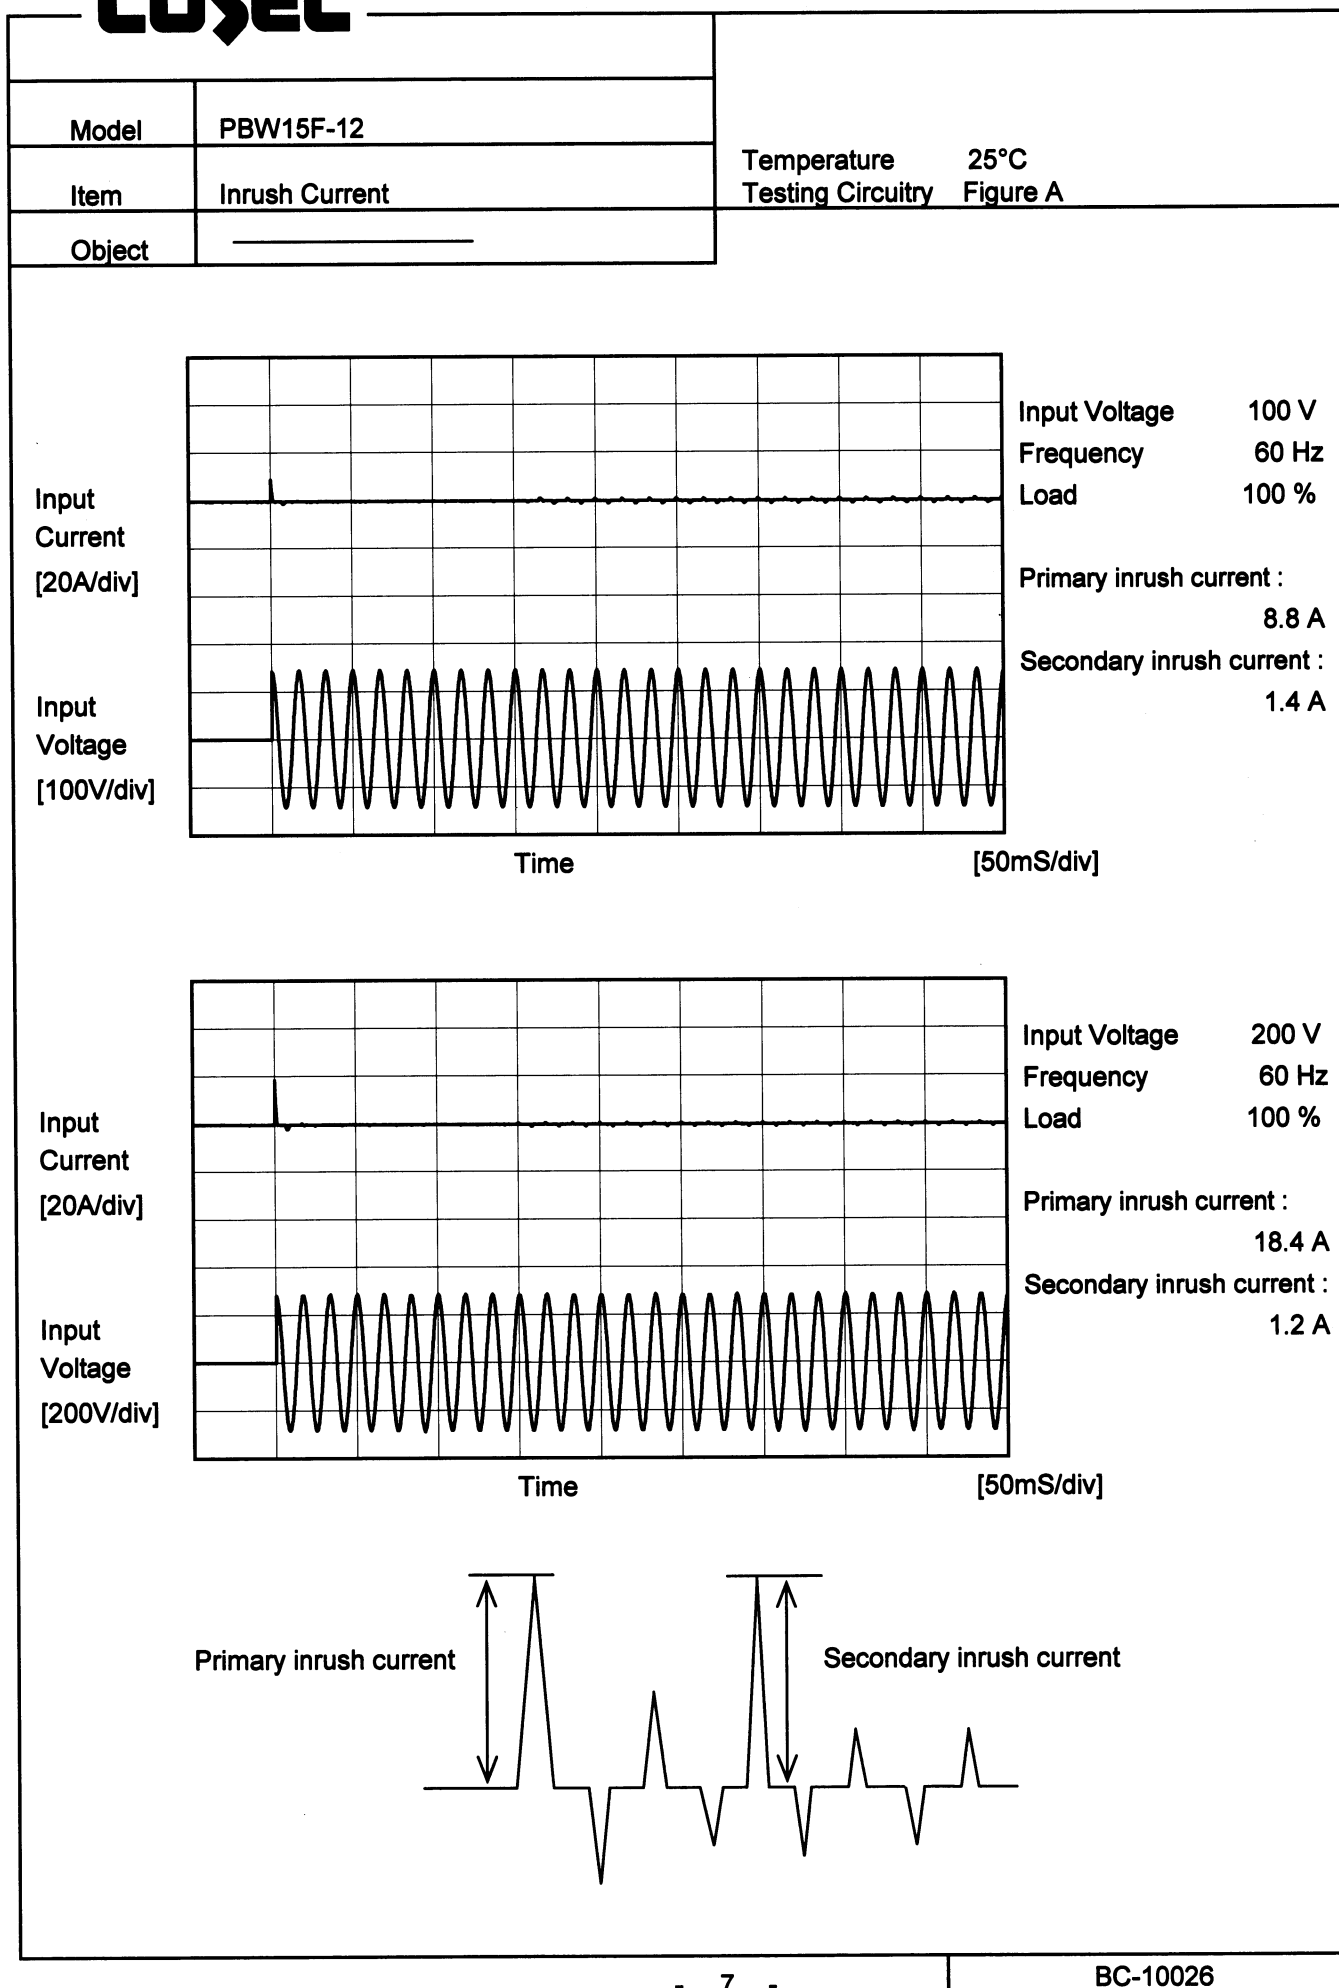 COSEL
Model PBW15F-12
Item Inrush Current
Object
Temperature 25°C
Testing Circuitry Figure A
Input
Current
[20A/div]
Input
Voltage
[100V/div]
Input Voltage 100 V
Frequency 60 Hz
Load 100 %
Primary inrush current :
8.8 A
Secondary inrush current :
1.4 A
Time [50mS/div]
Input
Current
[20A/div]
Input
Voltage
[200V/div]
Input Voltage 200 V
Frequency 60 Hz
Load 100 %
Primary inrush current :
18.4 A
Secondary inrush current :
1.2 A
Time [50mS/div]
Primary inrush current
Secondary inrush current
- 7 -
BC-10026